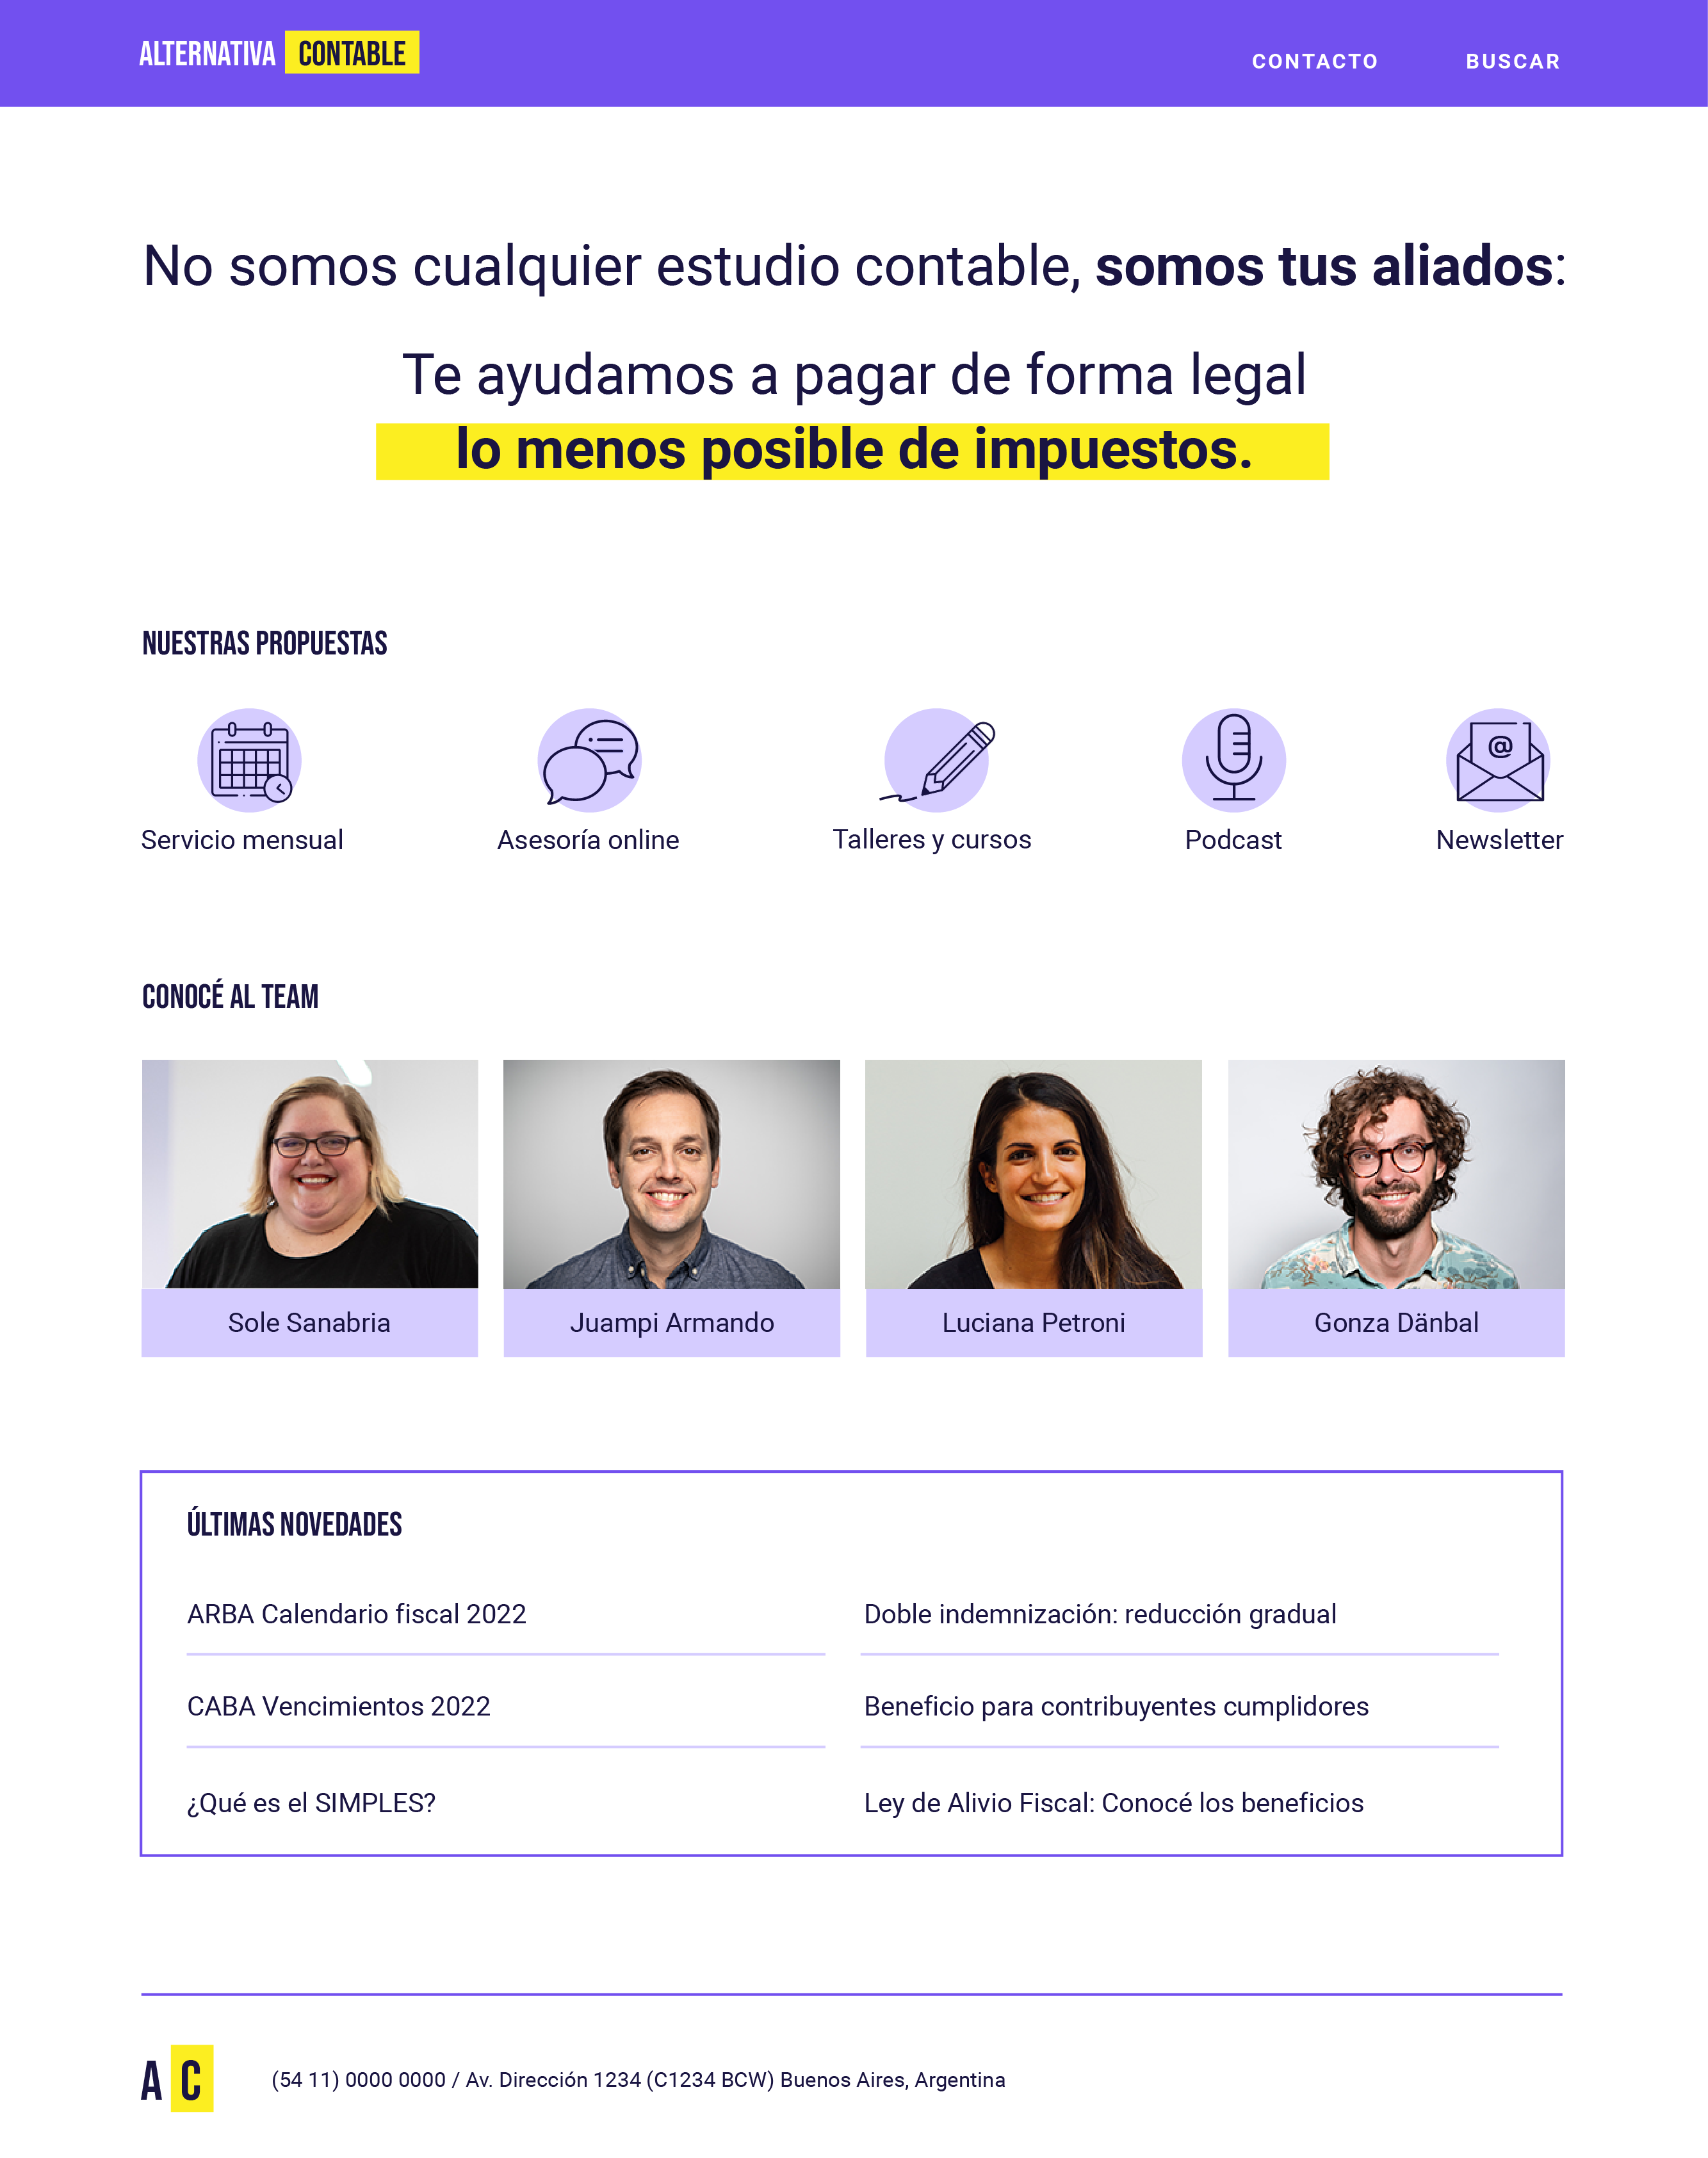 ALTERNATIVA CONTABLE
CONTACTO BUSCAR
No somos cualquier estudio contable, somos tus aliados:
Te ayudamos a pagar de forma legal
lo menos posible de impuestos.
NUESTRAS PROPUESTAS
@
Servicio mensual Asesoría online Talleres y cursos Podcast Newsletter
CONOCÉ AL TEAM
Sole Sanabria Juampi Armando Luciana Petroni Gonza Dänbal
ÚLTIMAS NOVEDADES
ARBA Calendario fiscal 2022
CABA Vencimientos 2022
¿Qué es el SIMPLES?
Doble indemnización: reducción gradual
Beneficio para contribuyentes cumplidores
Ley de Alivio Fiscal: Conocé los beneficios
AC
(54 11) 0000 0000 / Av. Dirección 1234 (C1234 BCW) Buenos Aires, Argentina